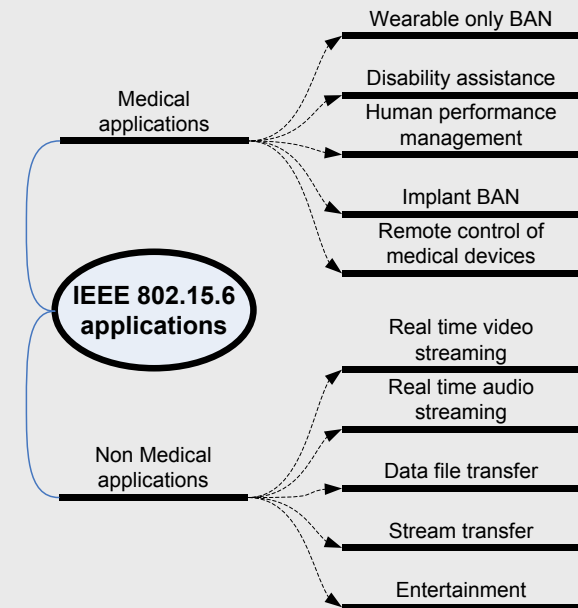 Wearable only BAN
Disability assistance
Medical
applications
Human performance
management
Implant BAN
Remote control of
medical devices
IEEE 802.15.6
applications
Real time video
streaming
Real time audio
streaming
Non Medical
applications
Data file transfer
Stream transfer
Entertainment